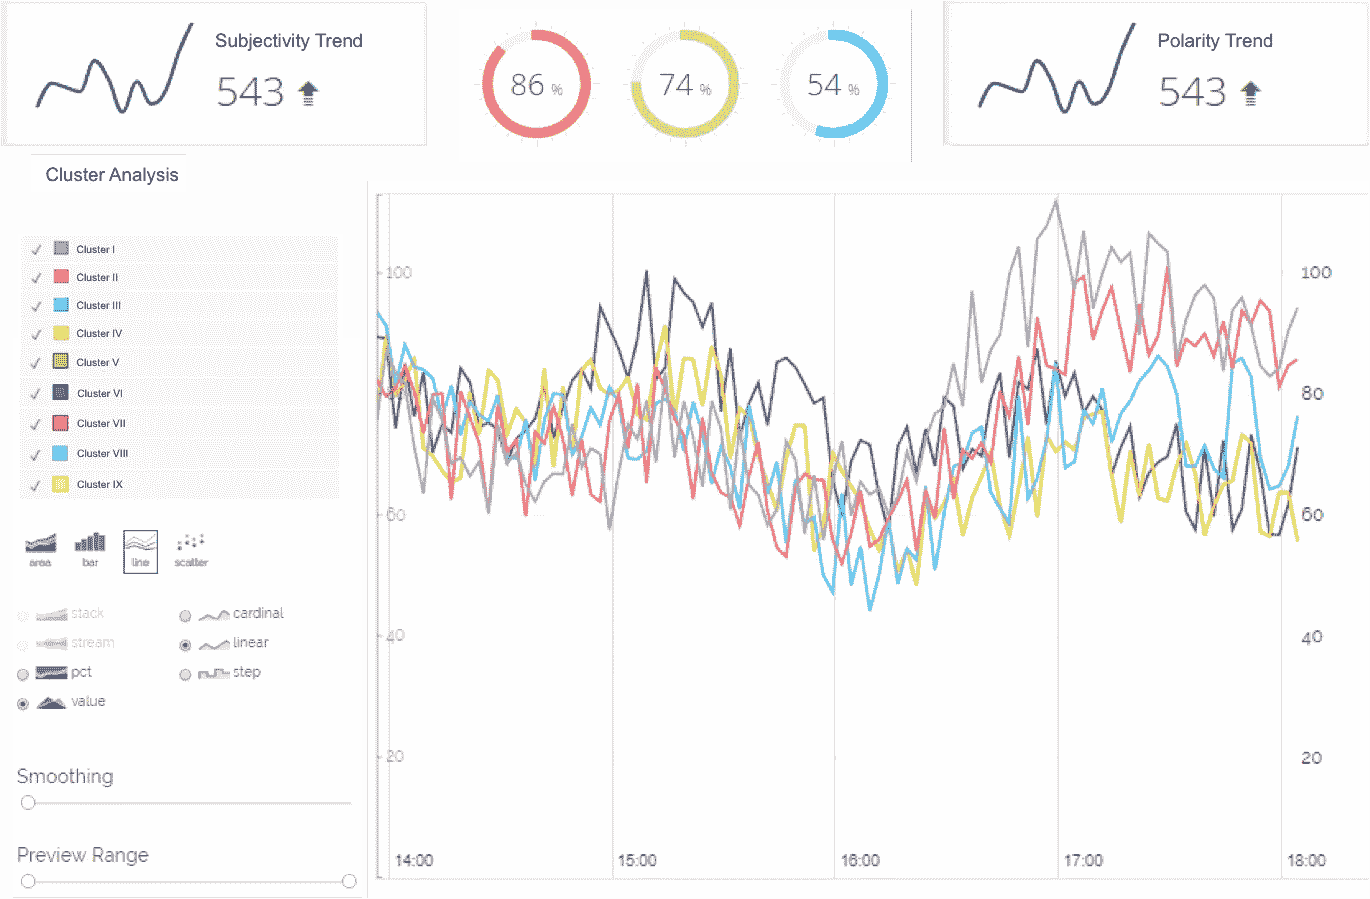 Subjectivity Trend
543
86 %
74 %
54 %
Polarity Trend
543
Cluster Analysis
Cluster I
Cluster II
Cluster III
Cluster IV
Cluster V
Cluster VI
Cluster VII
Cluster VIII
Cluster IX
area
bar
line
scatter
stack
cardinal
stream
linear
pct
step
value
Smoothing
Preview Range
100
100
80
60
60
40
40
20
20
14:00
15:00
16:00
17:00
18:00